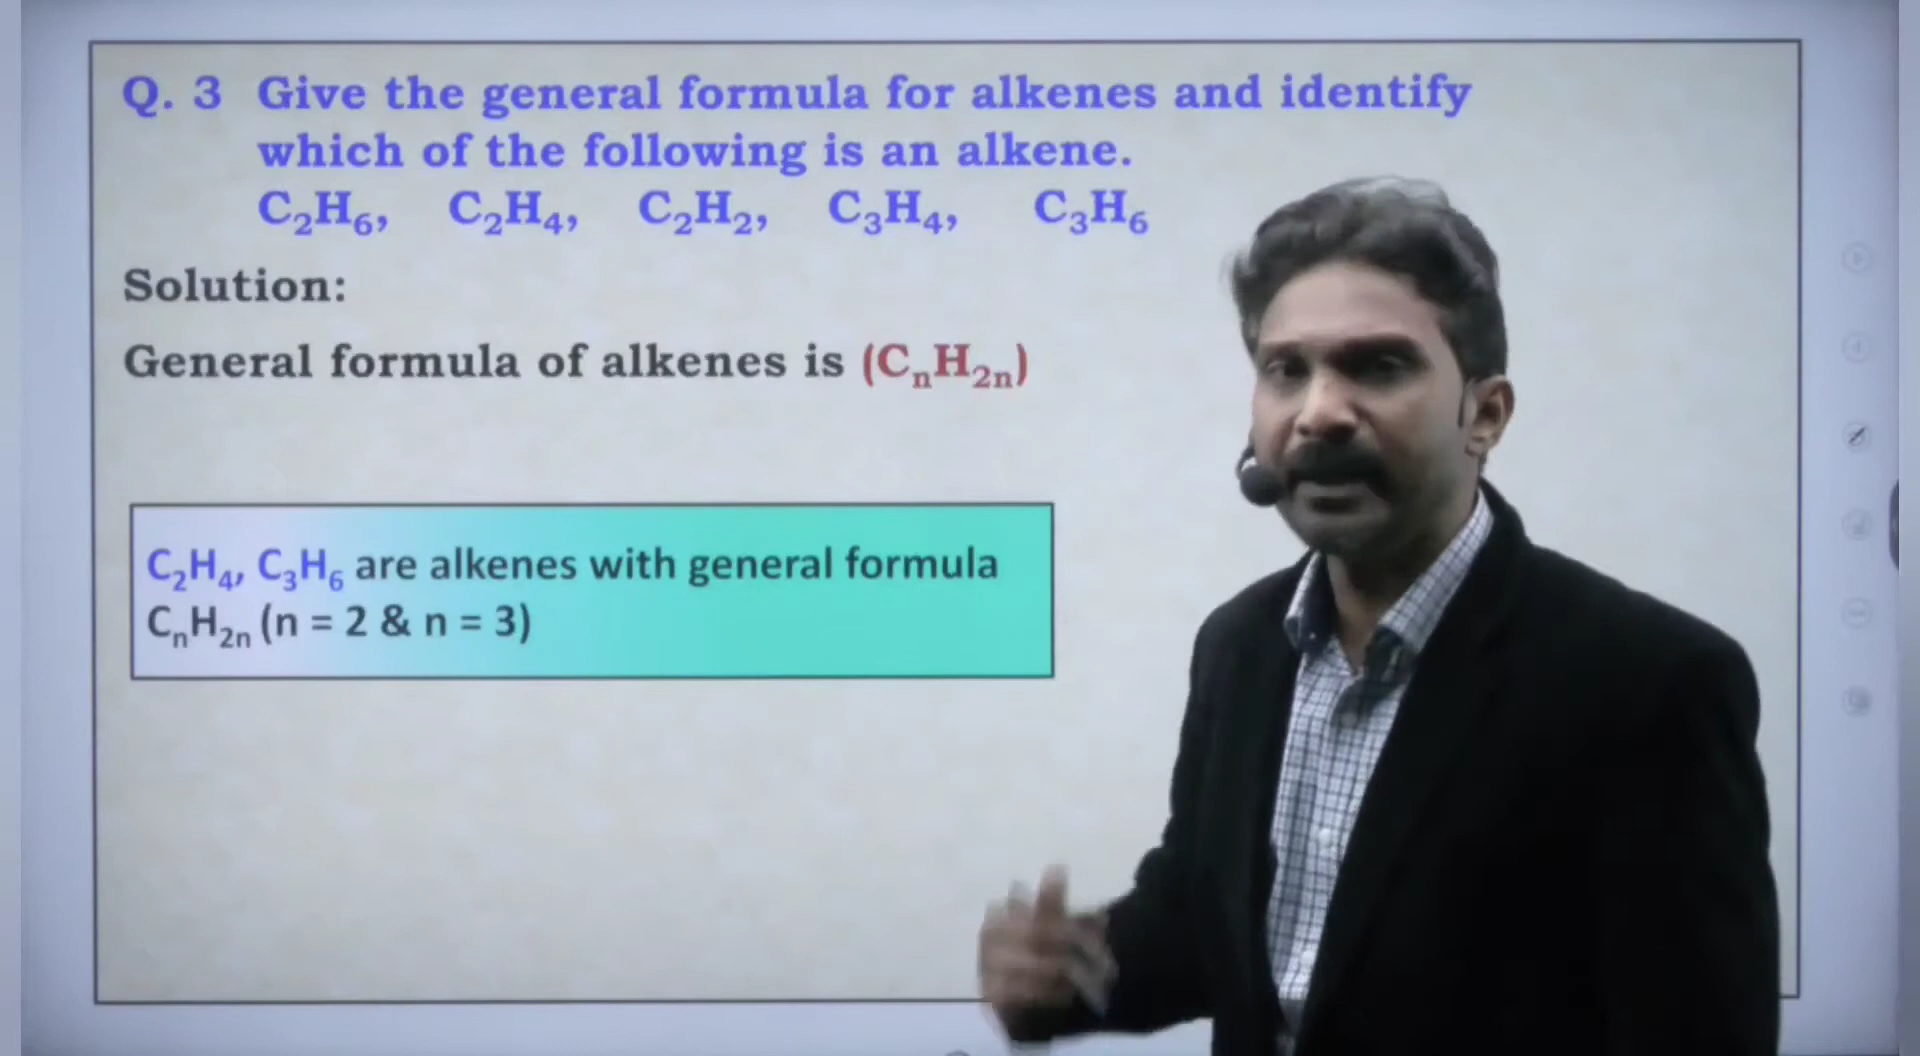 Q. 3 Give the general formula for alkenes and identify
which of the following is an alkene.
C₂H₆, C₂H₄, C₂H₂, C₃H₄, C₃H₆
Solution:
General formula of alkenes is (CₙH₂ₙ)
C₂H₄, C₃H₆ are alkenes with general formula
CₙH₂ₙ (n = 2 & n = 3)